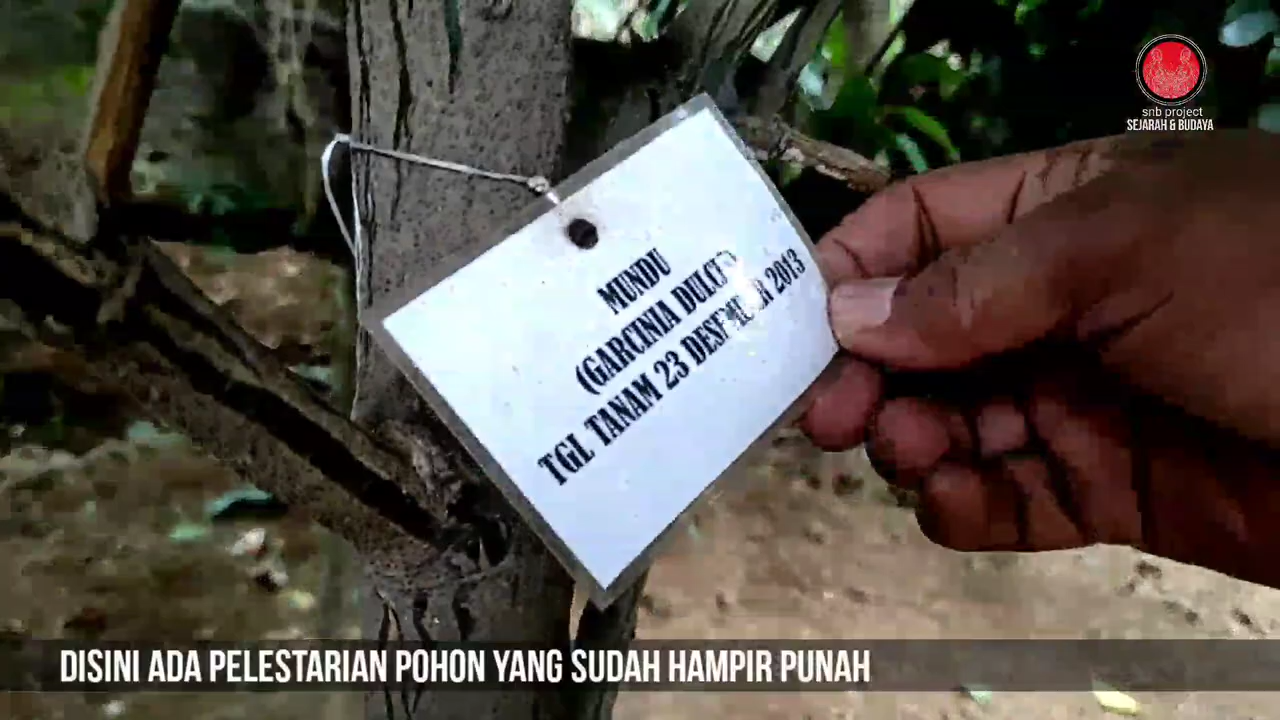 snb project
SEJARAH & BUDAYA
MUNDU
(GARCINIA
TGL TANAM 23 2013
DISINI ADA PELESTARIAN POHON YANG SUDAH HAMPIR PUNAH